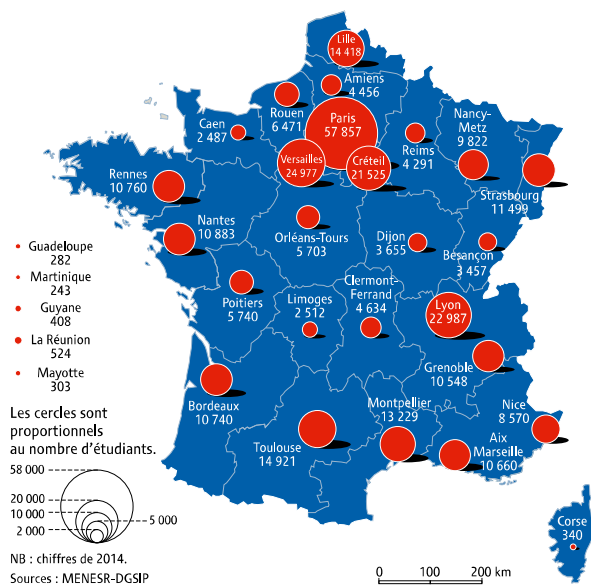 Lille
14 418
Amiens
4 456
Rouen
6 471
Caen
2 487
Paris
57 857
Versailles
24 977
Créteil
21 525
Reims
4 291
Nancy-
Metz
9 822
Strasbourg
11 499
Rennes
10 760
Nantes
10 883
Orléans-Tours
5 703
Dijon
3 655
Besançon
3 457
Poitiers
5 740
Limoges
2 512
Clermont-
Ferrand
4 634
Lyon
22 987
Grenoble
10 548
Bordeaux
10 740
Toulouse
14 921
Montpellier
13 229
Aix
Marseille
10 660
Nice
8 570
Corse
340
Guadeloupe
282
Martinique
243
Guyane
408
La Réunion
524
Mayotte
303
Les cercles sont
proportionnels
au nombre d'étudiants.
58 000
20 000
10 000
5 000
2 000
NB : chiffres de 2014.
Sources : MENESR-DGSIP
0 100 200 km